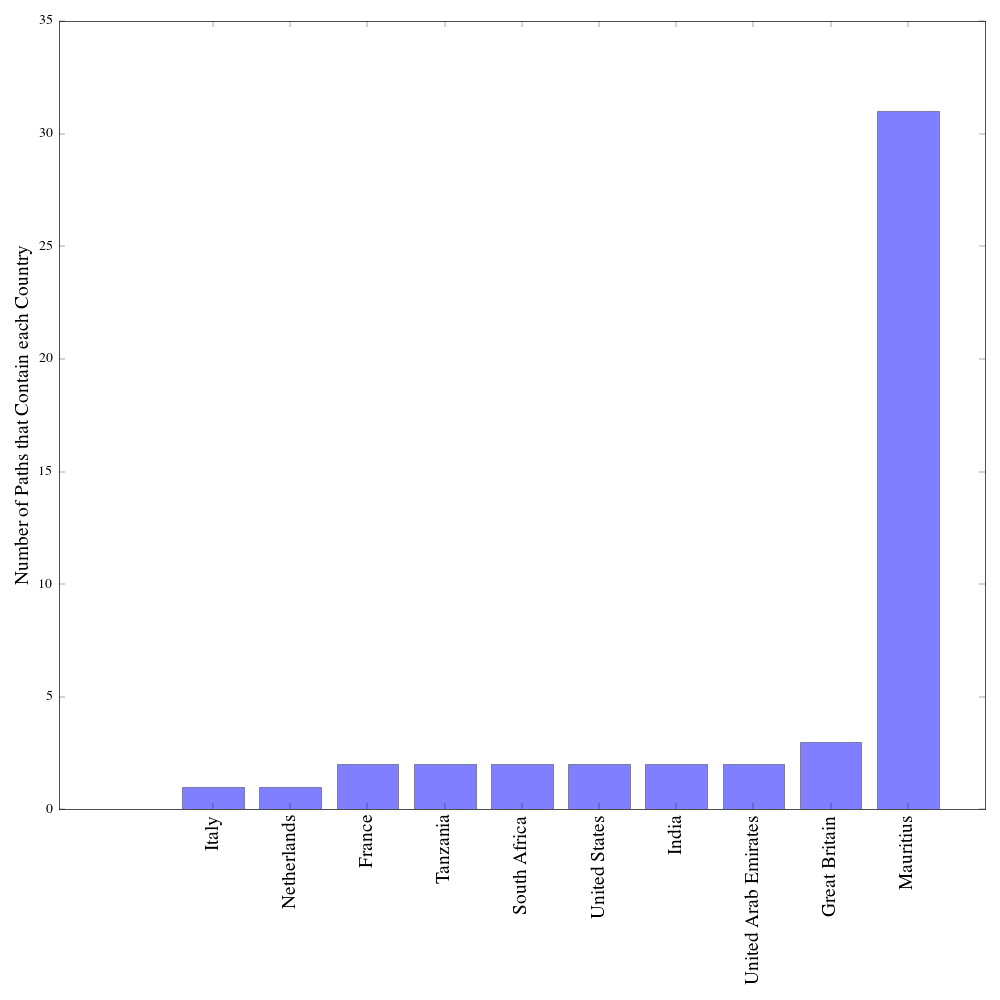 35
30
25
20
15
10
5
0
Number of Paths that Contain each Country
Italy
Netherlands
France
Tanzania
South Africa
United States
India
United Arab Emirates
Great Britain
Mauritius